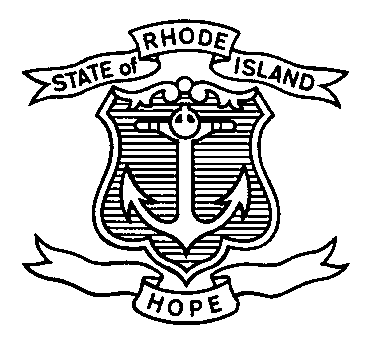 STATE of RHODE ISLAND
HOPE